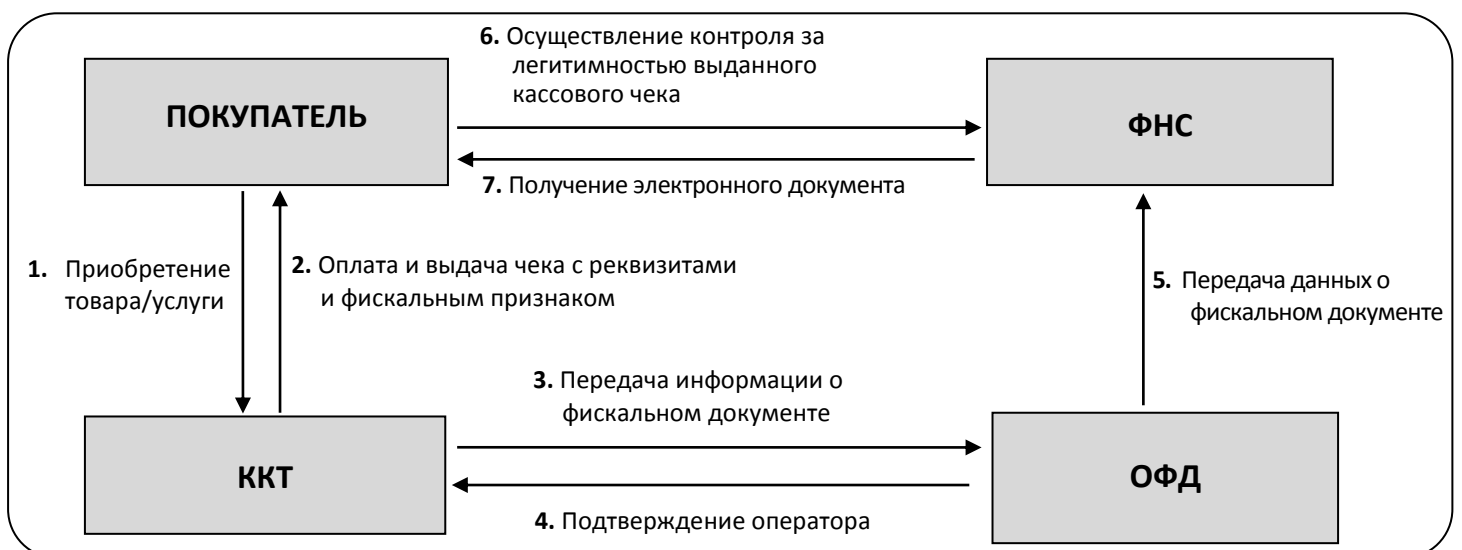 6. Осуществление контроля за
легитимностью выданного
кассового чека
ПОКУПАТЕЛЬ
ФНС
7. Получение электронного документа
1. Приобретение
товара/услуги
2. Оплата и выдача чека с реквизитами
и фискальным признаком
5. Передача данных о
фискальном документе
3. Передача информации о
фискальном документе
ККТ
ОФД
4. Подтверждение оператора